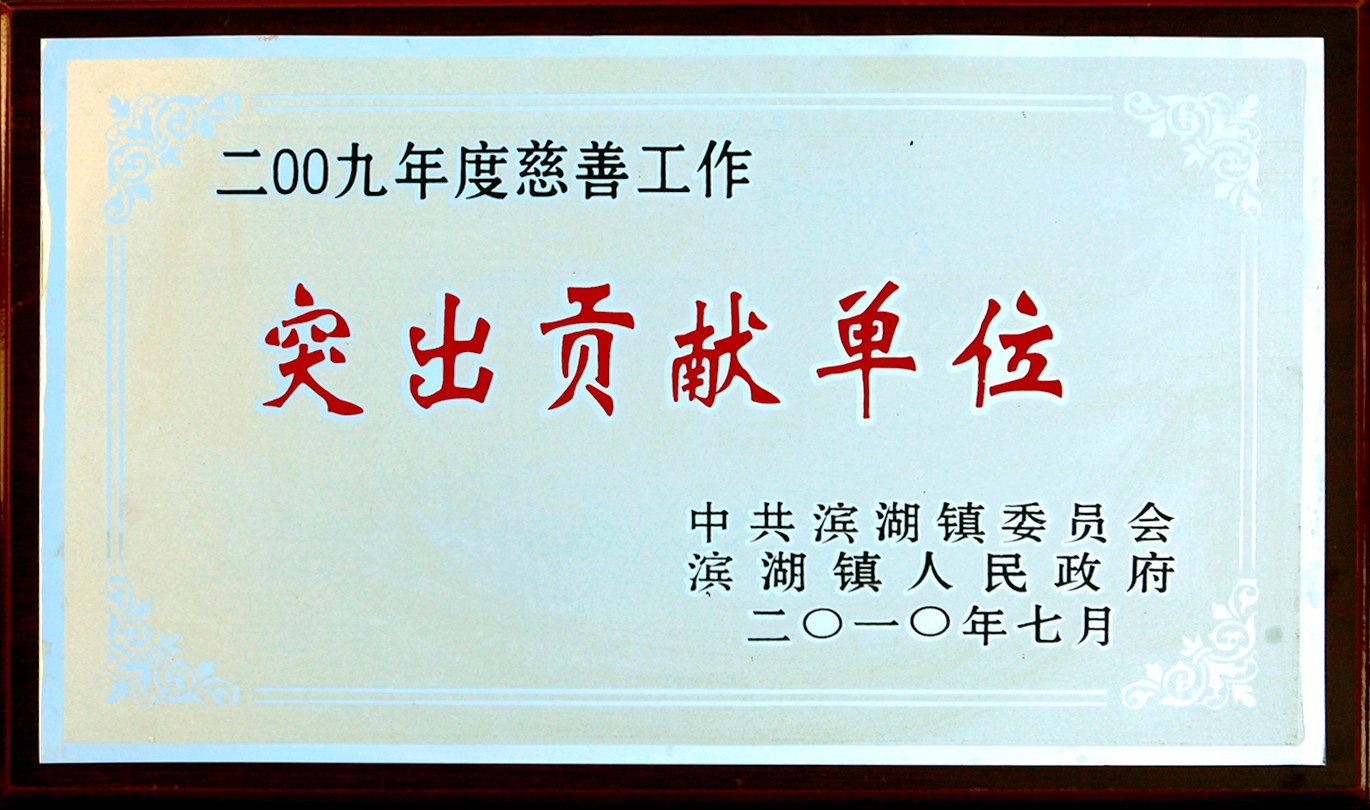 二00九年度慈善工作
突出贡献单位
中共滨湖镇委员会
滨湖镇人民政府
二〇一〇年七月